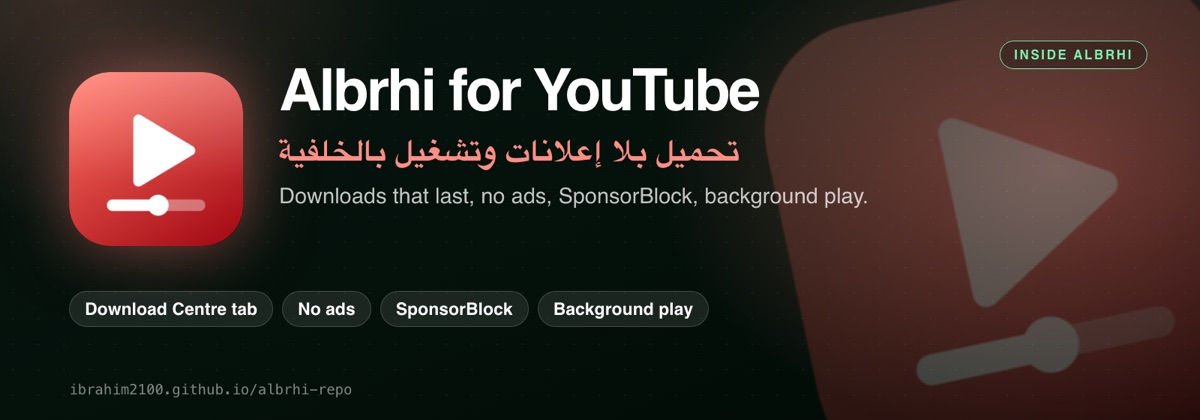 INSIDE ALBRHI
Albrhi for YouTube
تحميل بلا إعلانات وتشغيل بالخلفية
Downloads that last, no ads, SponsorBlock, background play.
Download Centre tab
No ads
SponsorBlock
Background play
ibrahim2100.github.io/albrhi-repo